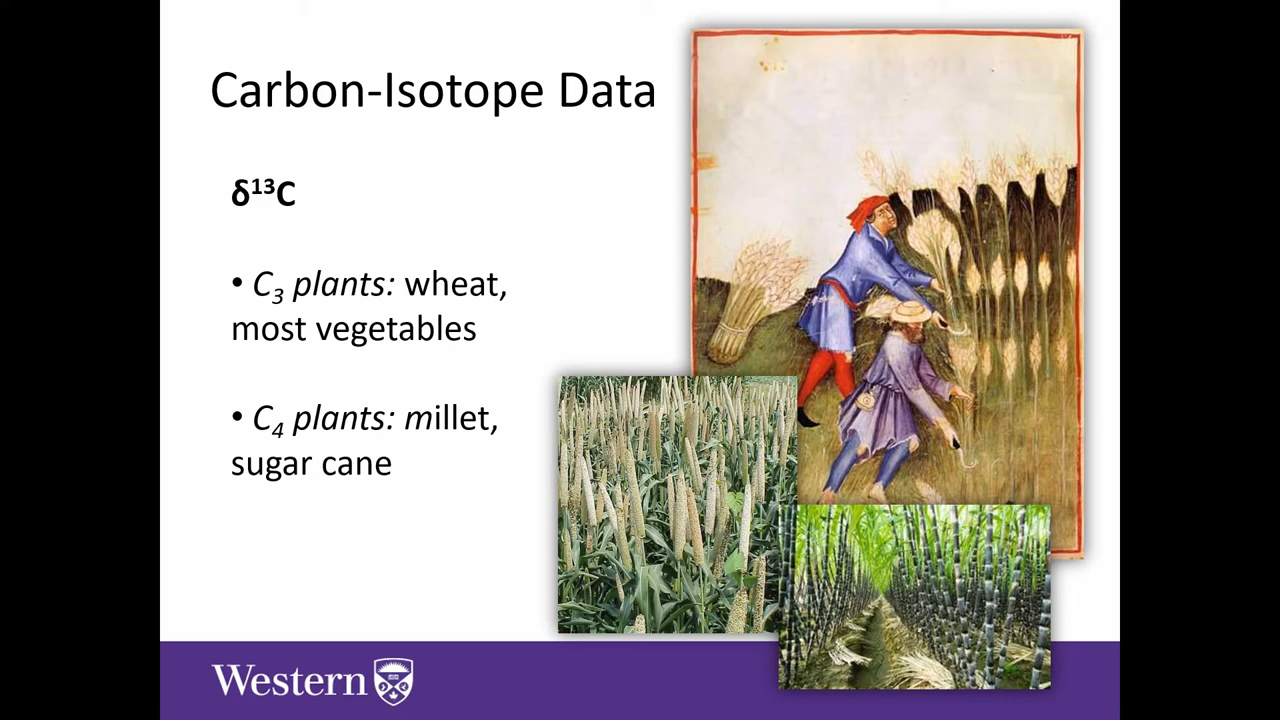 Carbon-Isotope Data
δ¹³C
• C₃ plants: wheat,
most vegetables
• C₄ plants: millet,
sugar cane
Western